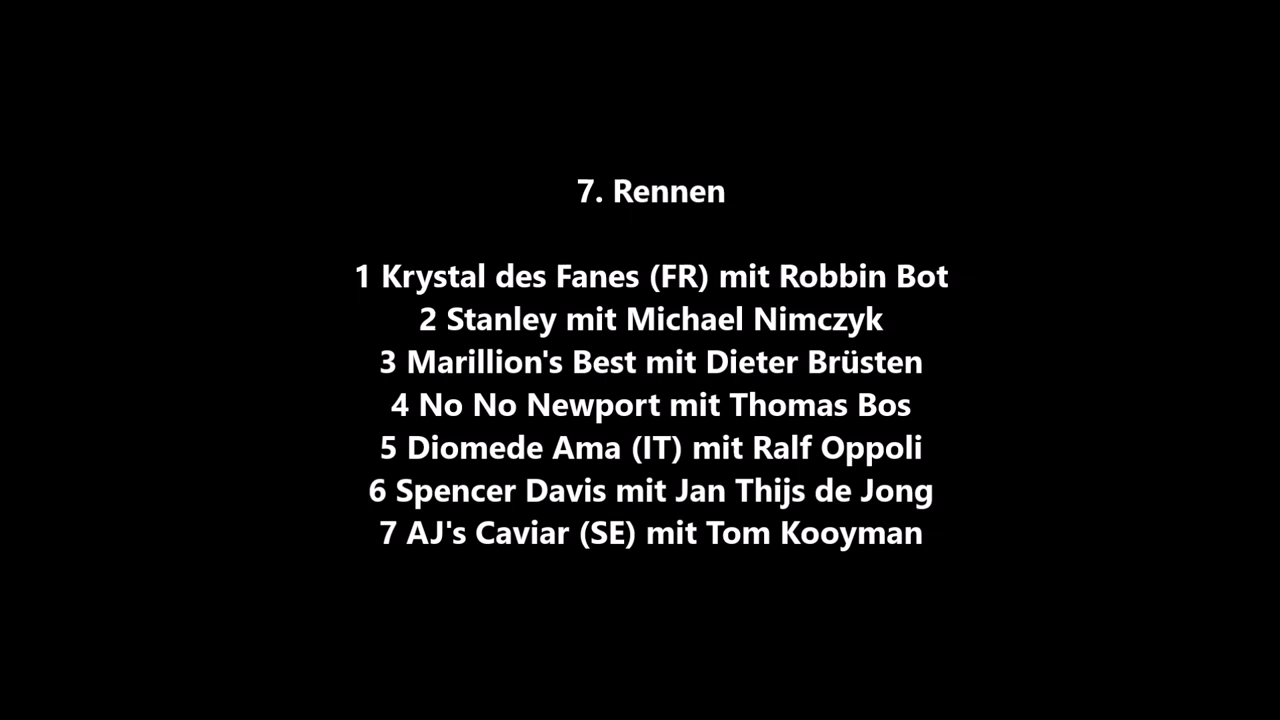 7. Rennen
1 Krystal des Fanes (FR) mit Robbin Bot
2 Stanley mit Michael Nimczyk
3 Marillion's Best mit Dieter Brüsten
4 No No Newport mit Thomas Bos
5 Diomede Ama (IT) mit Ralf Oppoli
6 Spencer Davis mit Jan Thijs de Jong
7 AJ's Caviar (SE) mit Tom Kooyman